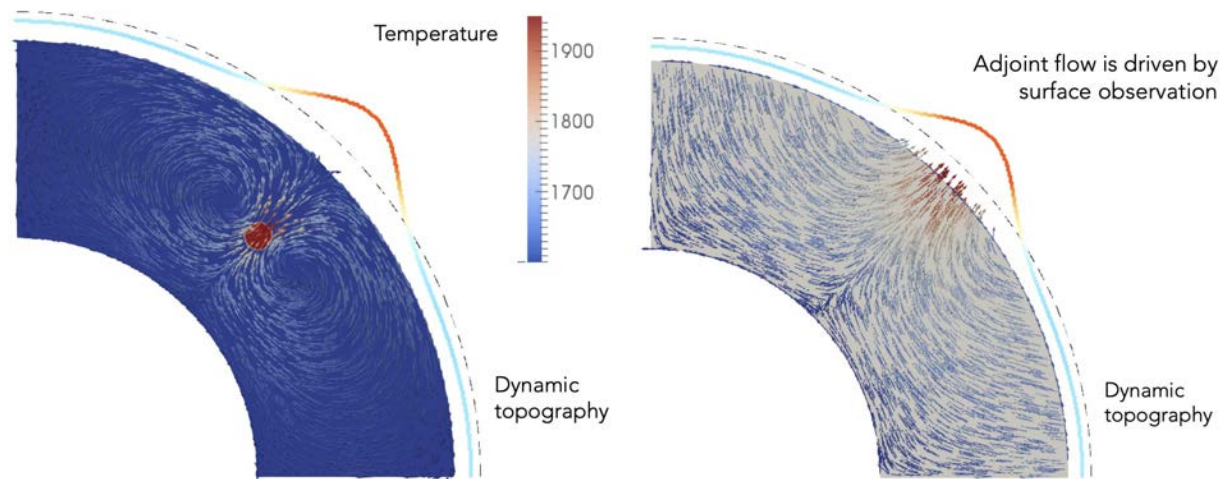 Temperature
1900
1800
1700
Dynamic
topography
Adjoint flow is driven by
surface observation
Dynamic
topography